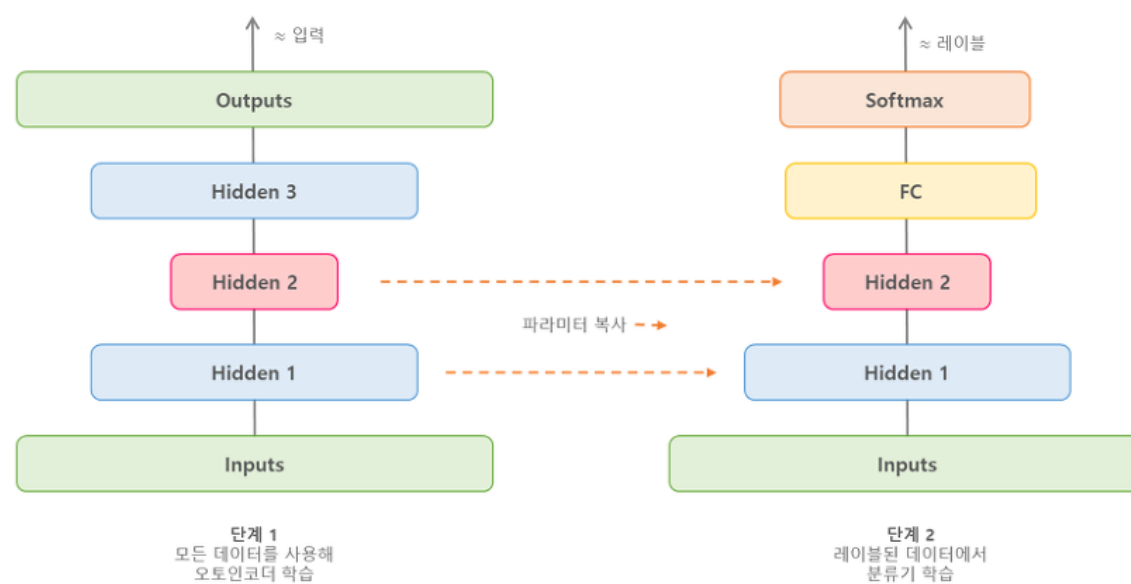 ≈ 입력
Outputs
Hidden 3
Hidden 2
Hidden 1
Inputs
단계 1
모든 데이터를 사용해
오토인코더 학습
파라미터 복사
≈ 레이블
Softmax
FC
Hidden 2
Hidden 1
Inputs
단계 2
레이블된 데이터에서
분류기 학습